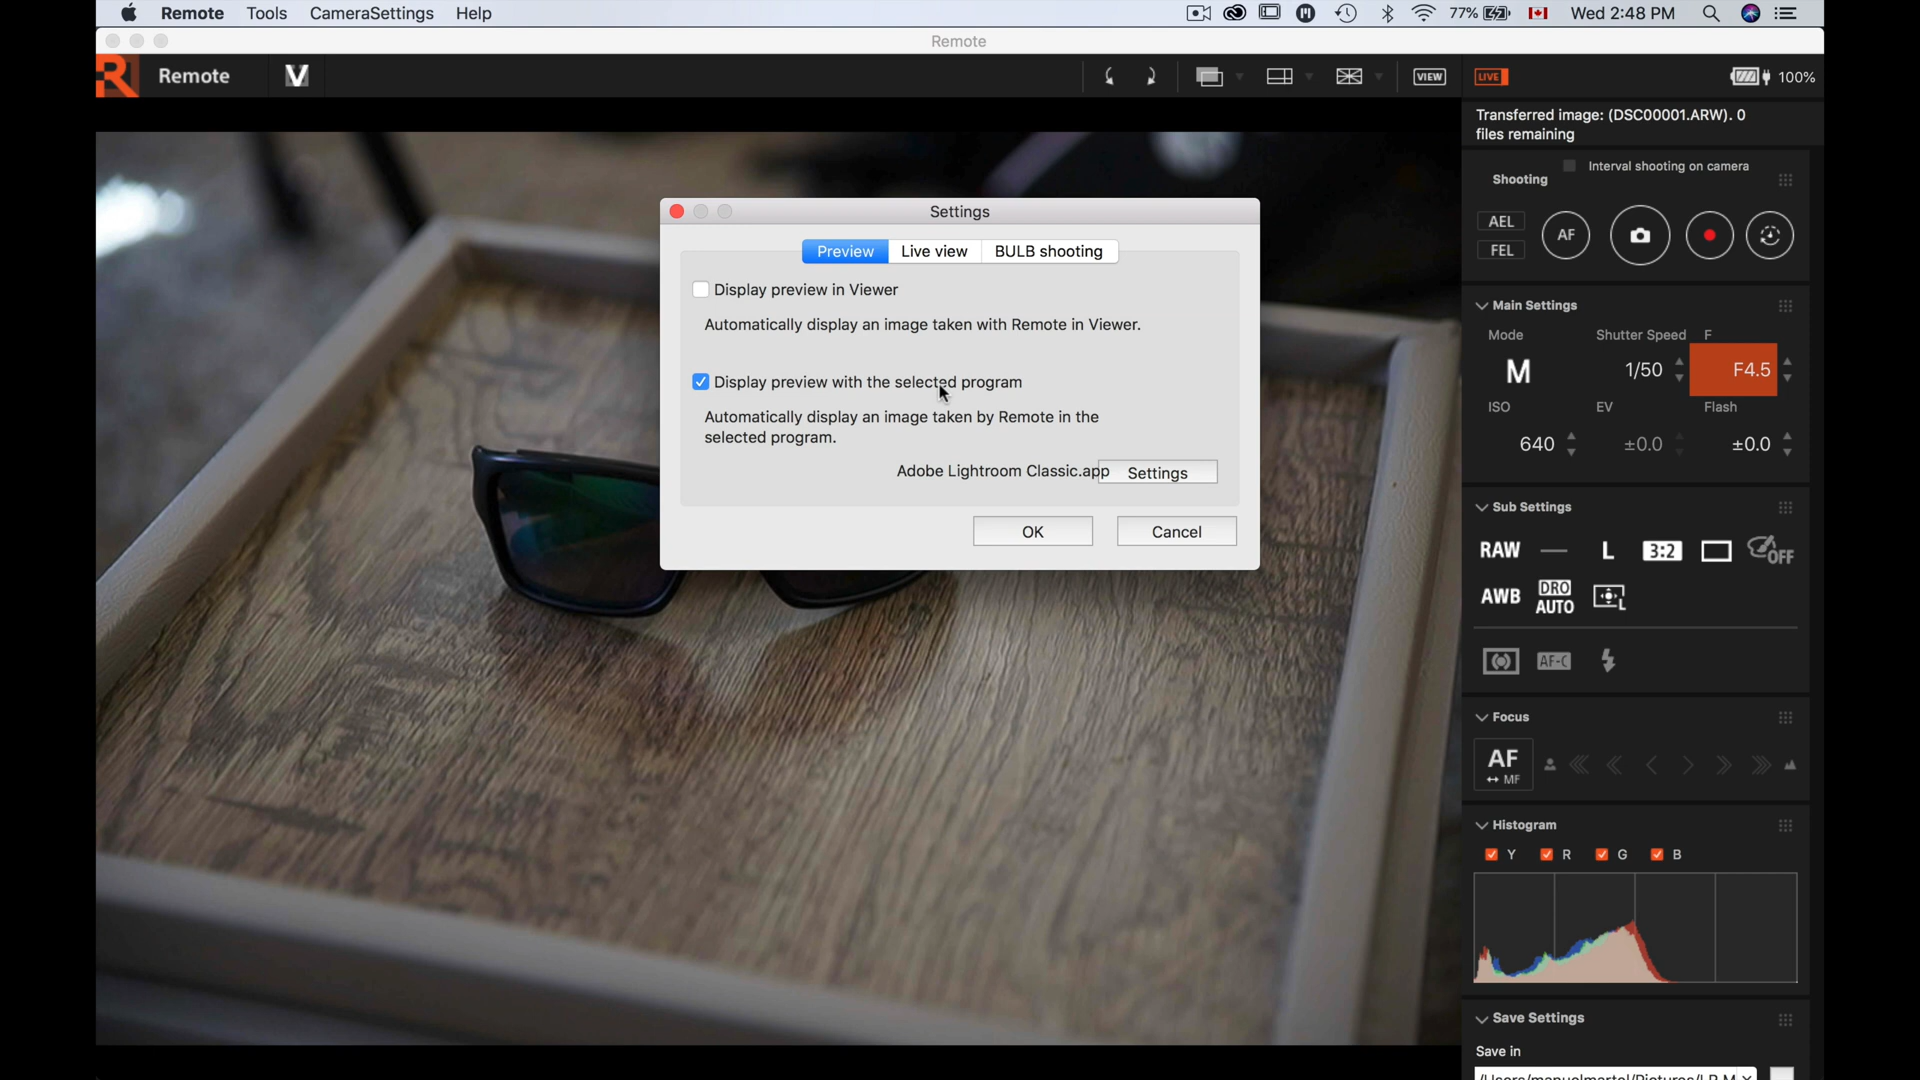 Remote Tools CameraSettings Help
77% Wed 2:48 PM
Remote
R Remote V
VIEW LIVE 100%
Transferred image: (DSC00001.ARW). 0
files remaining
Interval shooting on camera
Shooting
AEL
FEL
AF
Settings
Preview Live view BULB shooting
Display preview in Viewer
Automatically display an image taken with Remote in Viewer.
Display preview with the selected program
Automatically display an image taken by Remote in the
selected program.
Adobe Lightroom Classic.app Settings
OK Cancel
Main Settings
Mode Shutter Speed F
M 1/50 F4.5
ISO EV Flash
640 ±0.0 ±0.0
Sub Settings
RAW — L 3:2 OFF
AWB DRO AUTO L
AF-C
Focus
AF
↔ MF
Histogram
Y R G B
Save Settings
Save in